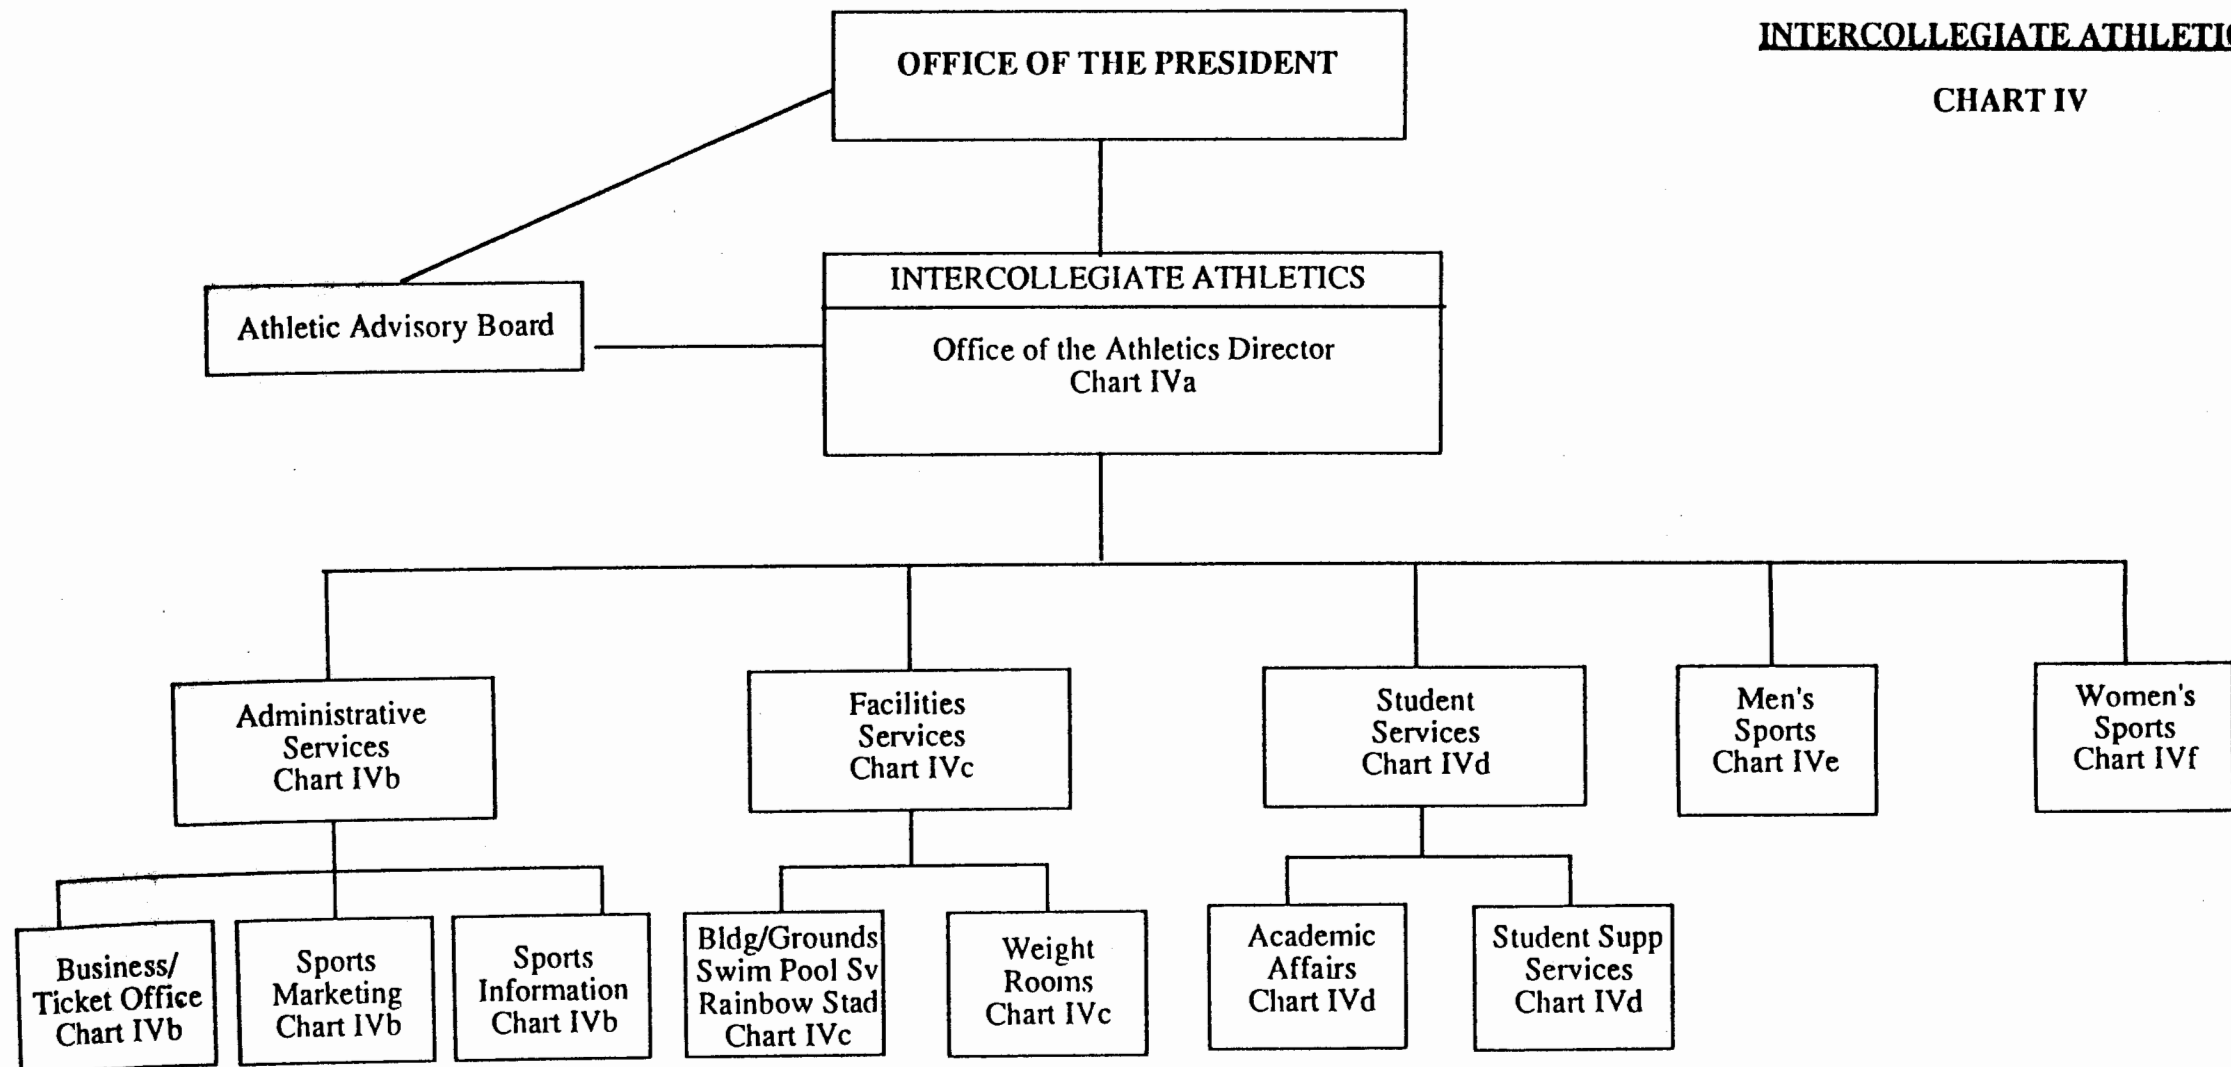 OFFICE OF THE PRESIDENT
INTERCOLLEGIATE ATHLETI
CHART IV
INTERCOLLEGIATE ATHLETICS
Athletic Advisory Board
Office of the Athletics Director
Chart IVa
Administrative
Services
Chart IVb
Facilities
Services
Chart IVc
Student
Services
Chart IVd
Men's
Sports
Chart IVe
Women's
Sports
Chart IVf
Business/
Ticket Office
Chart IVb
Sports
Marketing
Chart IVb
Sports
Information
Chart IVb
Bldg/Grounds
Swim Pool Sv
Rainbow Stad
Chart IVc
Weight
Rooms
Chart IVc
Academic
Affairs
Chart IVd
Student Supp
Services
Chart IVd